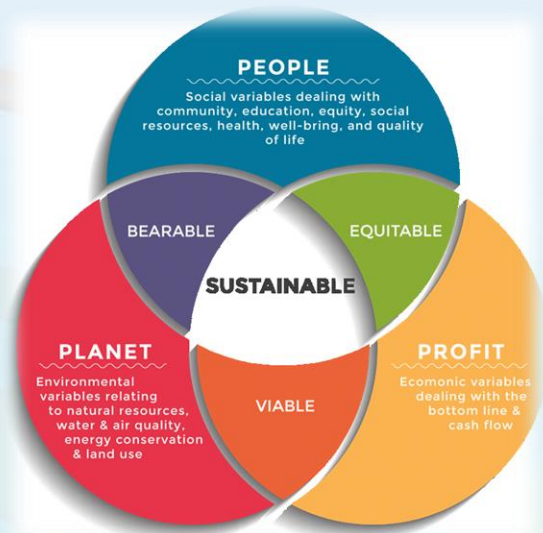 PEOPLE
Social variables dealing with
community, education, equity, social
resources, health, well-bring, and quality
of life
BEARABLE
EQUITABLE
SUSTAINABLE
PLANET
Environmental
variables relating
to natural resources,
water & air quality,
energy conservation
& land use
PROFIT
Ecomonic variables
dealing with the
bottom line &
cash flow
VIABLE